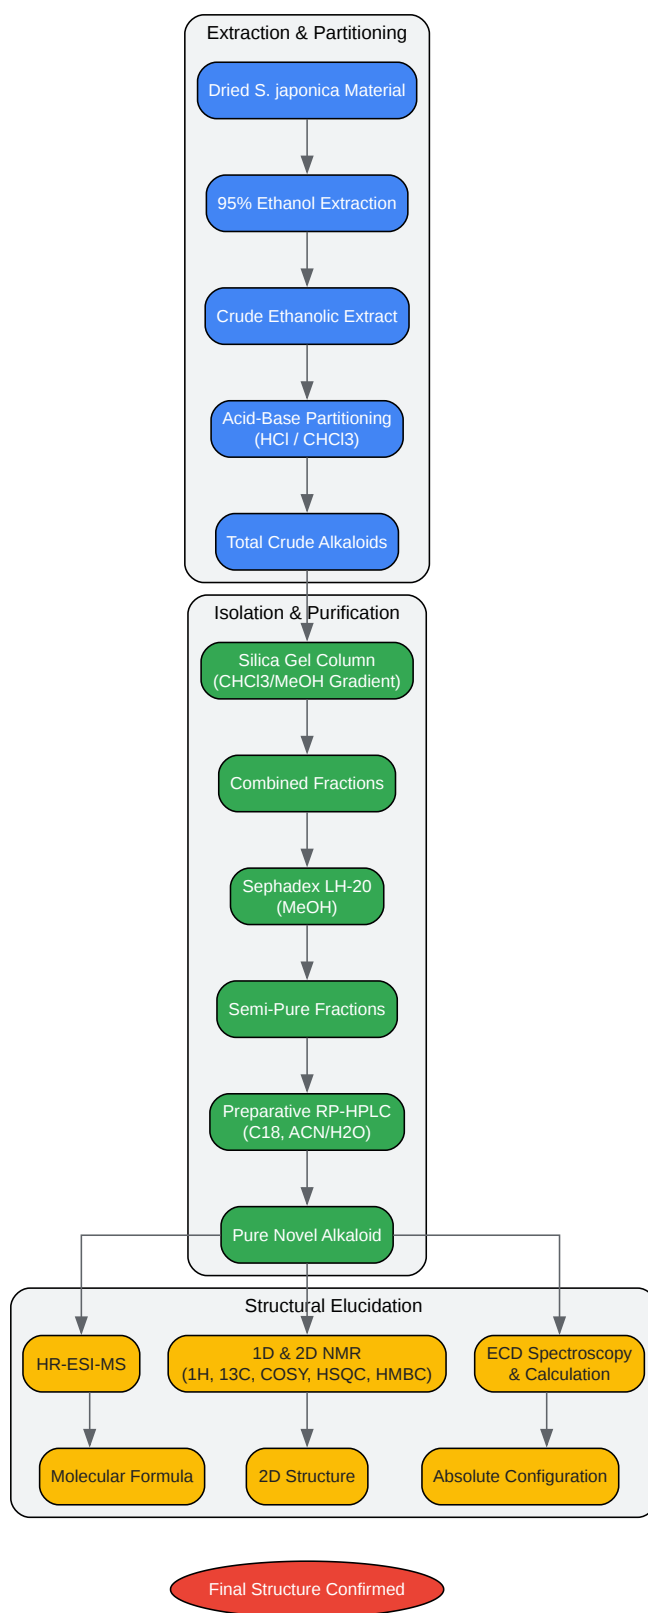 Extraction & Partitioning
Dried S. japonica Material
95% Ethanol Extraction
Crude Ethanolic Extract
Acid-Base Partitioning
(HCl / CHCl3)
Total Crude Alkaloids
Isolation & Purification
Silica Gel Column
(CHCl3/MeOH Gradient)
Combined Fractions
Sephadex LH-20
(MeOH)
Semi-Pure Fractions
Preparative RP-HPLC
(C18, ACN/H2O)
Pure Novel Alkaloid
Structural Elucidation
HR-ESI-MS
1D & 2D NMR
(1H, 13C, COSY, HSQC, HMBC)
ECD Spectroscopy
& Calculation
Molecular Formula
2D Structure
Absolute Configuration
Final Structure Confirmed